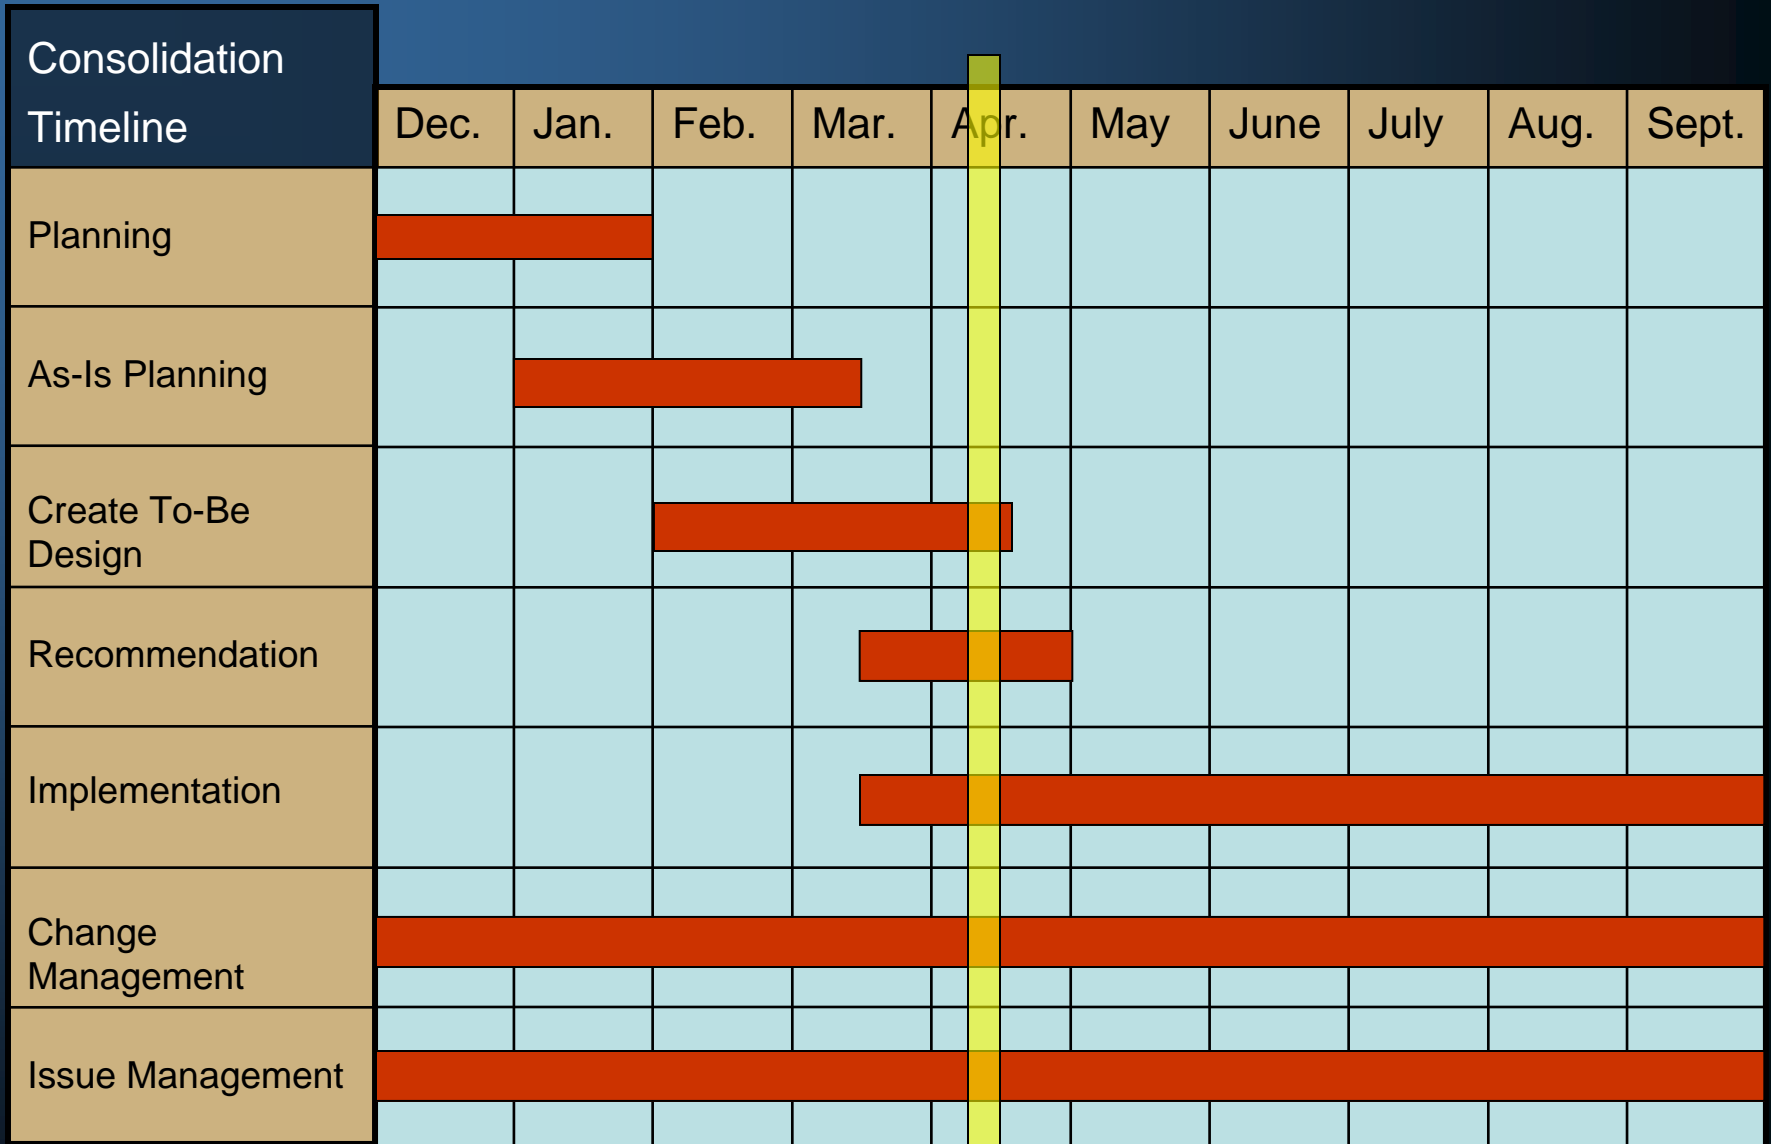 Consolidation
Timeline
Dec. Jan. Feb. Mar. Apr. May June July Aug. Sept.
Planning
As-Is Planning
Create To-Be
Design
Recommendation
Implementation
Change
Management
Issue Management